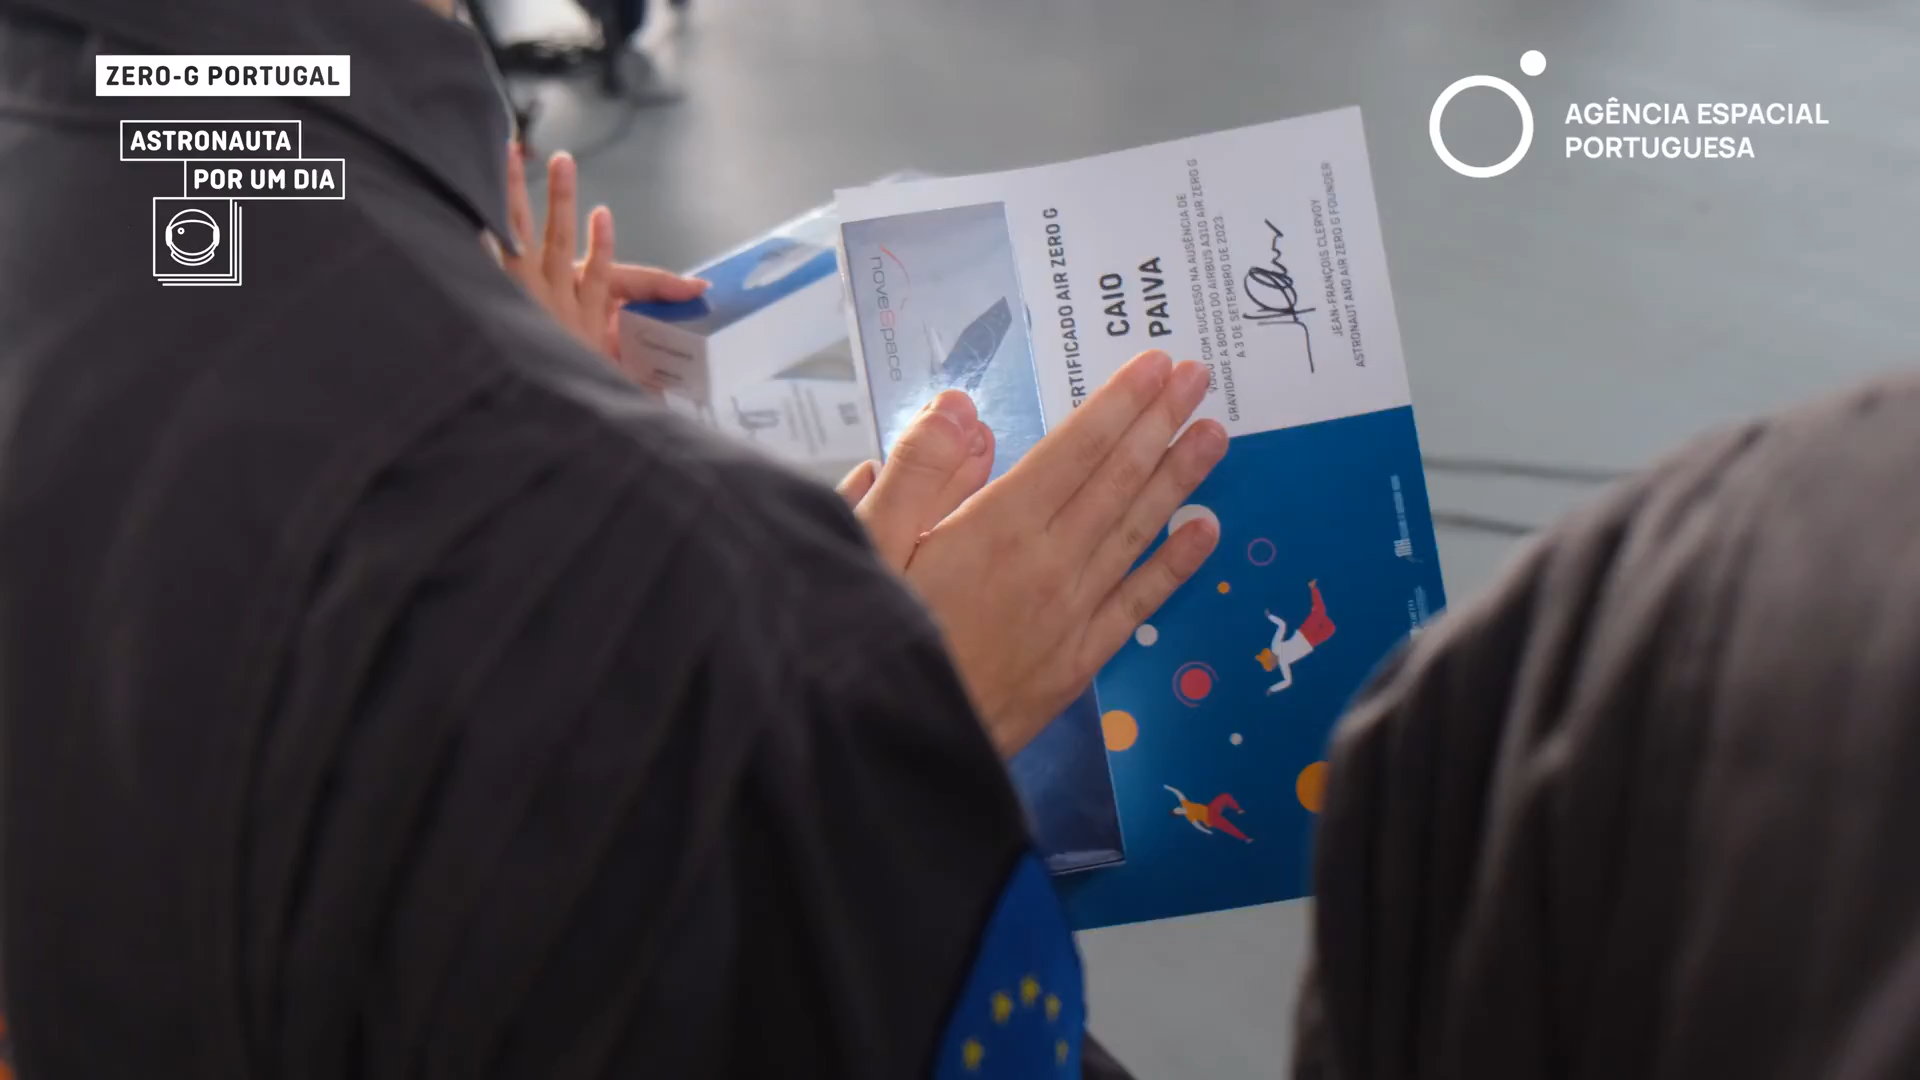 ZERO-G PORTUGAL
ASTRONAUTA
POR UM DIA
AGÊNCIA ESPACIAL
PORTUGUESA
novespace
ERTIFICADO AIR ZERO G
CAIO
PAIVA
VOOU COM SUCESSO NA AUSÊNCIA DE
GRAVIDADE A BORDO DO AIRBUS A310 AIR ZERO G
A 3 DE SETEMBRO DE 2023
JEAN-FRANÇOIS CLERVOY
ASTRONAUT AND AIR ZERO G FOUNDER